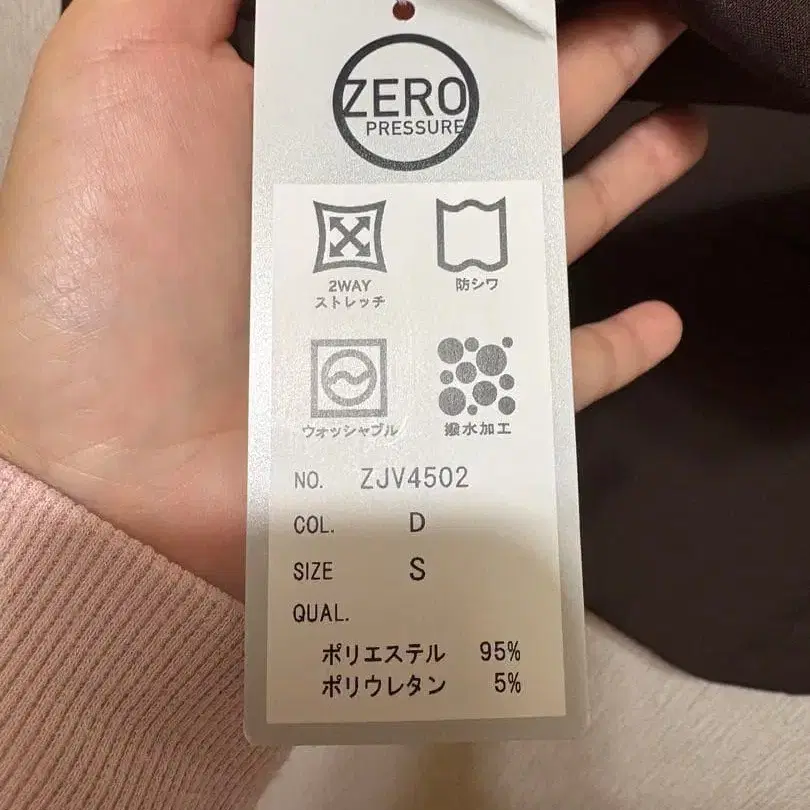 ZERO
PRESSURE
2WAY
ストレッチ
防シワ
ウォッシャブル
撥水加工
NO. ZJV4502
COL. D
SIZE S
QUAL.
ポリエステル 95%
ポリウレタン 5%